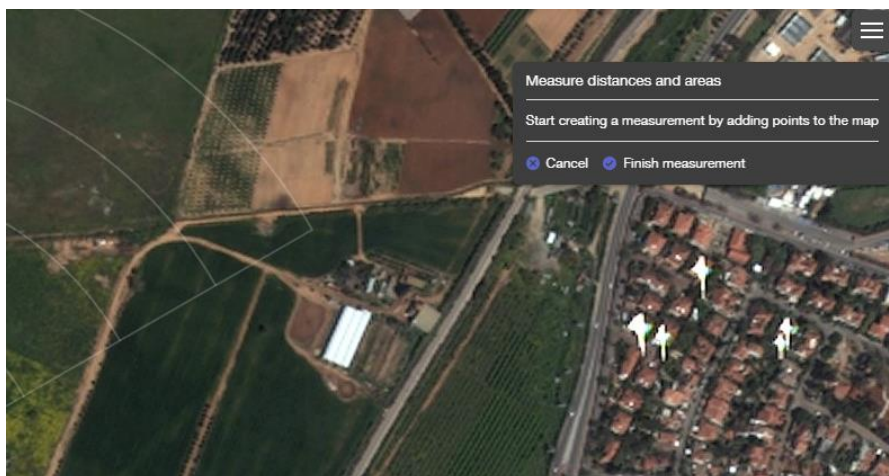 Measure distances and areas
Start creating a measurement by adding points to the map
Cancel
Finish measurement